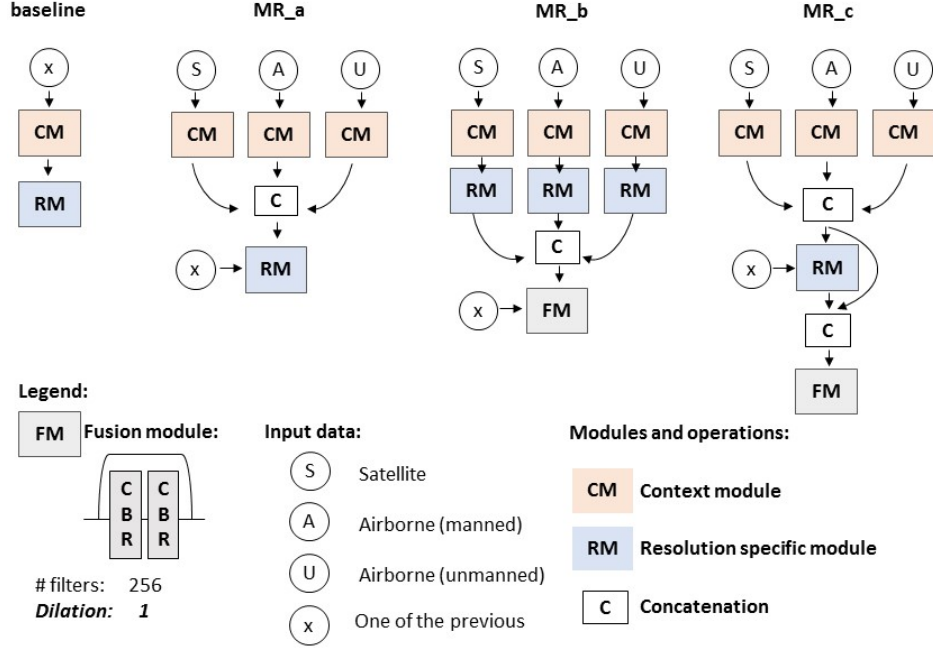 baseline MR_a MR_b MR_c
x S A U S A U S A U
CM CM CM CM CM CM CM CM CM CM
RM RM RM RM
C C C
x RM x RM
x FM
C
FM
Legend:
FM Fusion module:
C C
B B
R R
# filters: 256
Dilation: 1
Input data:
S Satellite
A Airborne (manned)
U Airborne (unmanned)
x One of the previous
Modules and operations:
CM Context module
RM Resolution specific module
C Concatenation